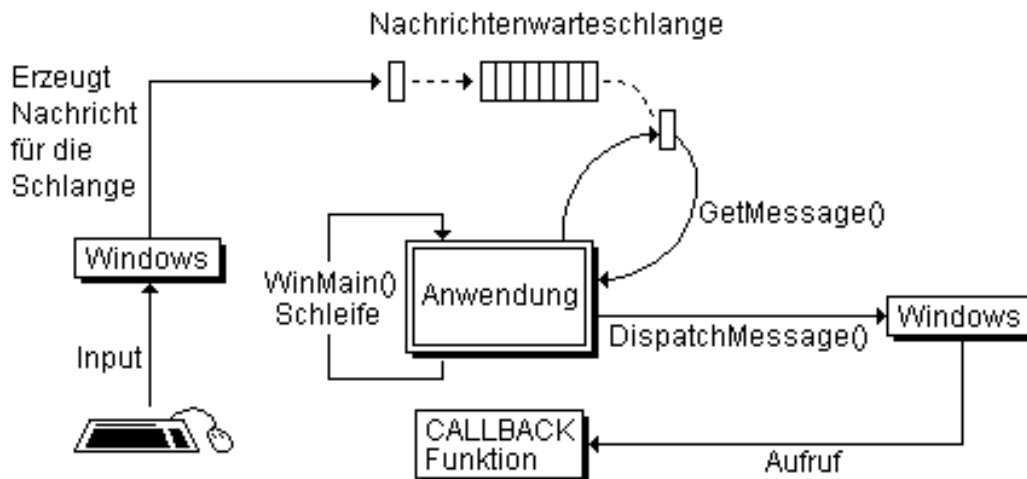 Nachrichtenwarteschlange
Erzeugt
Nachricht
für die
Schlange
GetMessage()
Windows
WinMain()
Schleife
Anwendung
Windows
DispatchMessage()
Input
CALLBACK
Funktion
Aufruf